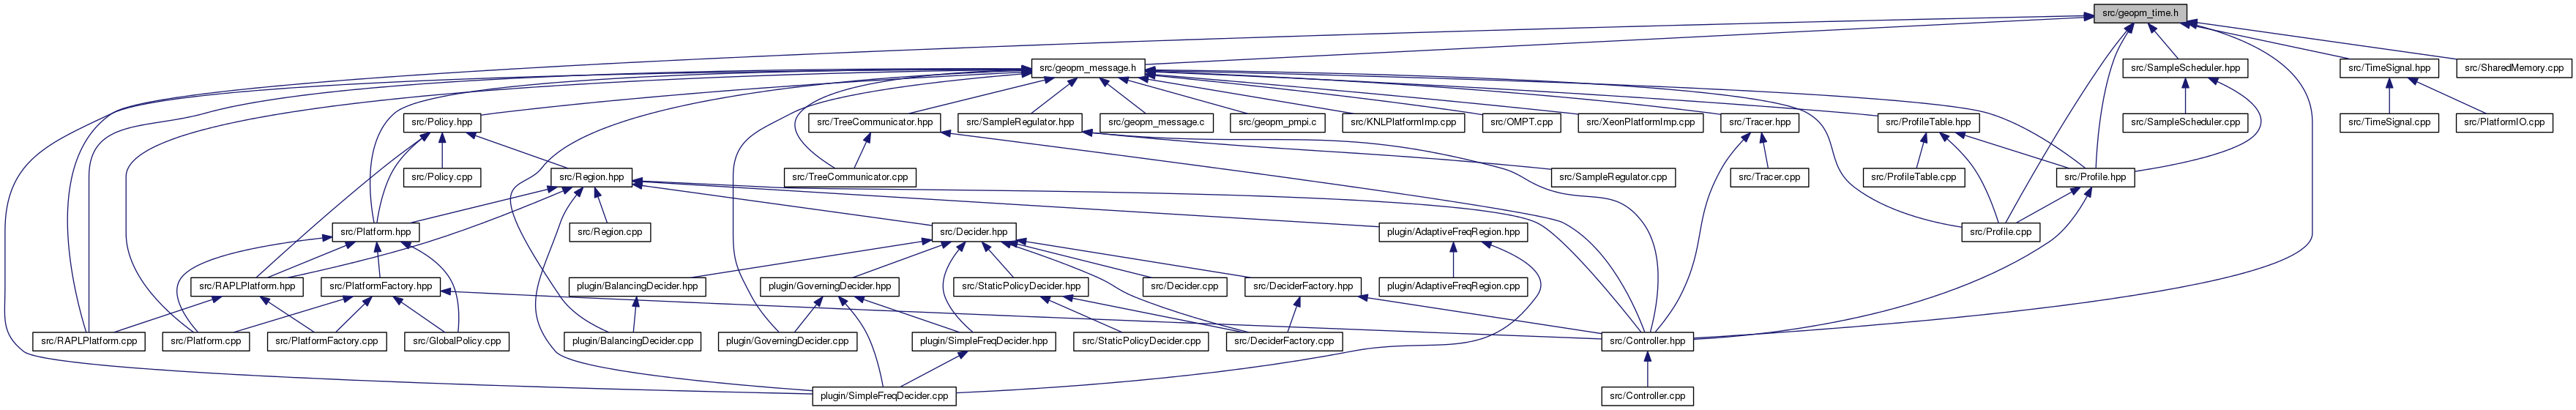 src/geopm_time.h
src/geopm_message.h
src/SampleScheduler.hpp
src/TimeSignal.hpp
src/SharedMemory.cpp
src/Policy.hpp
src/TreeCommunicator.hpp
src/SampleRegulator.hpp
src/geopm_message.c
src/geopm_pmpi.c
src/KNLPlatformImp.cpp
src/OMPT.cpp
src/XeonPlatformImp.cpp
src/Tracer.hpp
src/ProfileTable.hpp
src/SampleScheduler.cpp
src/TimeSignal.cpp
src/PlatformIO.cpp
src/Policy.cpp
src/Region.hpp
src/TreeCommunicator.cpp
src/SampleRegulator.cpp
src/Tracer.cpp
src/ProfileTable.cpp
src/Profile.hpp
src/Platform.hpp
src/Region.cpp
src/Decider.hpp
plugin/AdaptiveFreqRegion.hpp
src/Profile.cpp
src/RAPLPlatform.hpp
src/PlatformFactory.hpp
plugin/BalancingDecider.hpp
plugin/GoverningDecider.hpp
src/StaticPolicyDecider.hpp
src/Decider.cpp
src/DeciderFactory.hpp
plugin/AdaptiveFreqRegion.cpp
src/RAPLPlatform.cpp
src/Platform.cpp
src/PlatformFactory.cpp
src/GlobalPolicy.cpp
plugin/BalancingDecider.cpp
plugin/GoverningDecider.cpp
plugin/SimpleFreqDecider.hpp
src/StaticPolicyDecider.cpp
src/DeciderFactory.cpp
src/Controller.hpp
plugin/SimpleFreqDecider.cpp
src/Controller.cpp